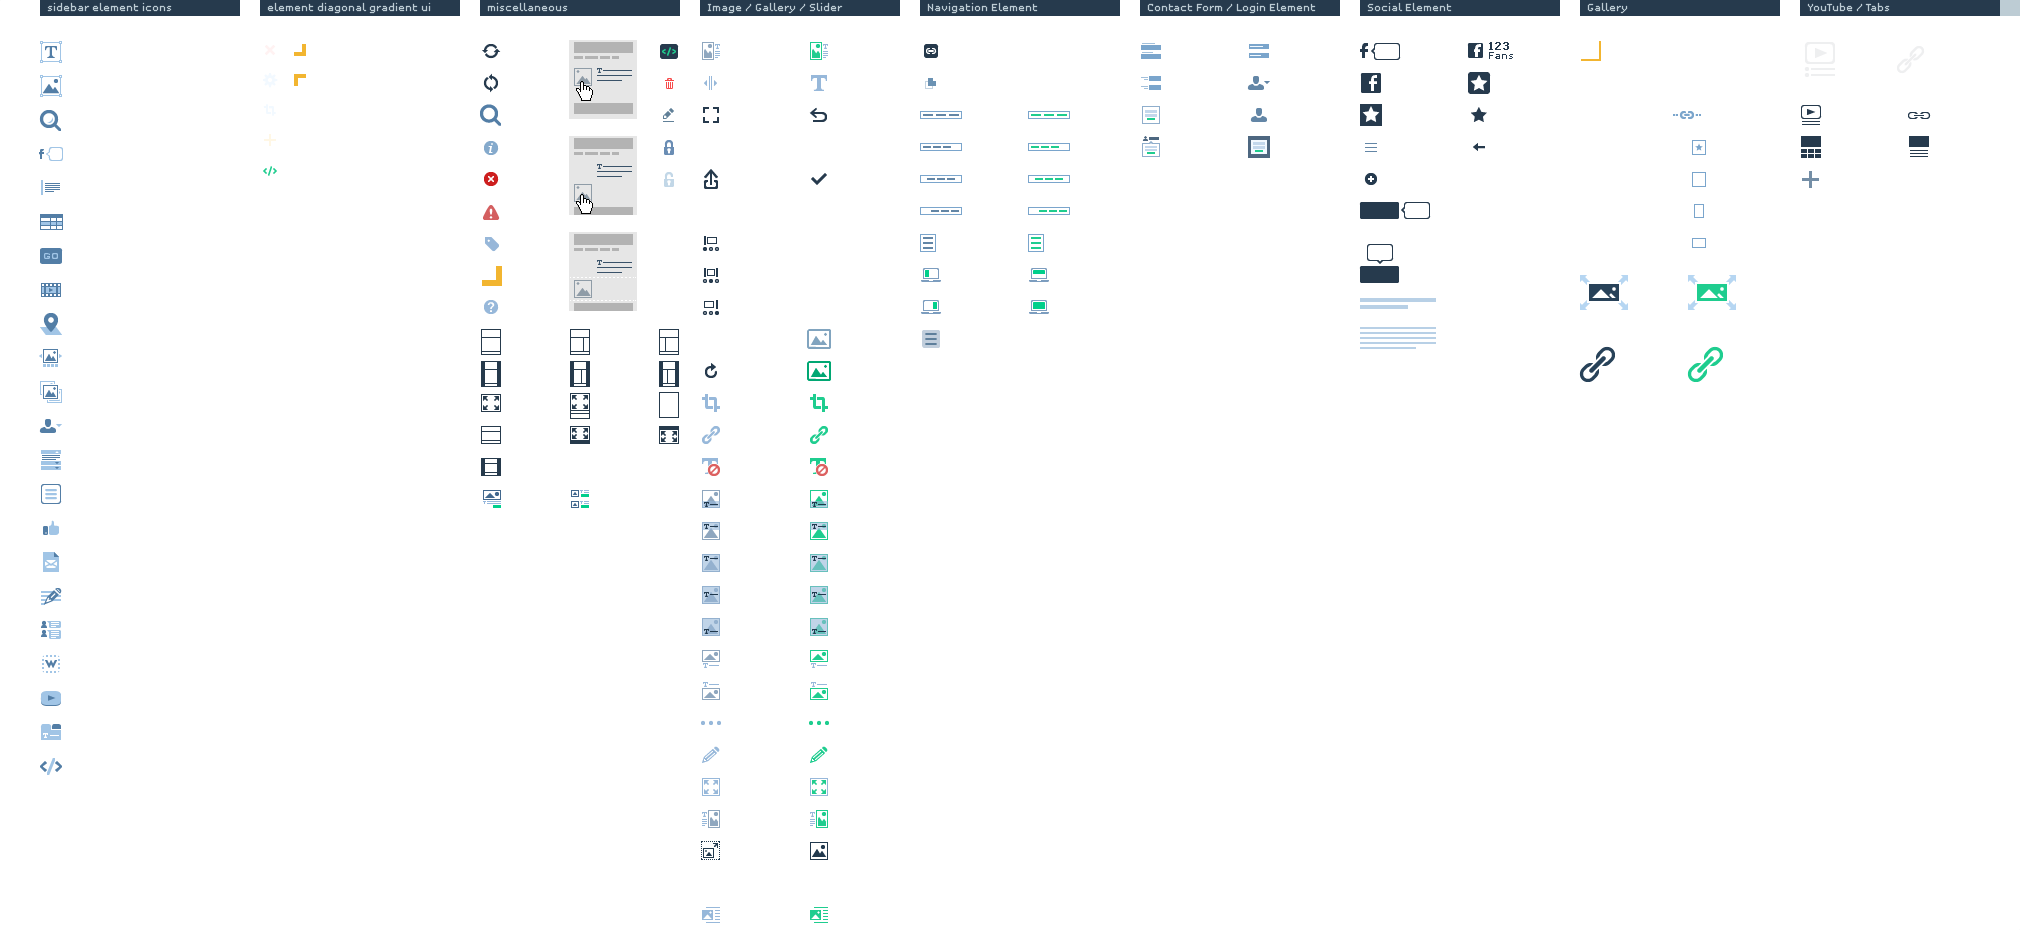 sidebar element icons
element diagonal gradient ui
miscellaneous
Image / Gallery / Slider
Navigation Element
Contact Form / Login Element
Social Element
Gallery
YouTube / Tabs
123
Fans
GO